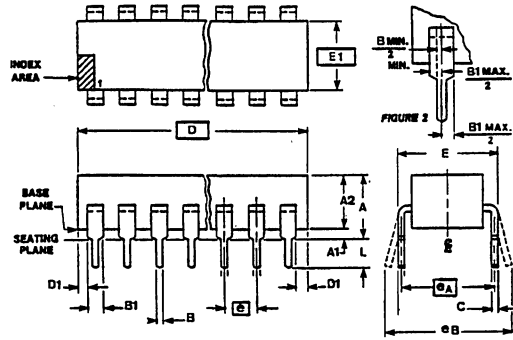 INDEX
AREA
1
E1
B MIN.
2
MIN.
B1 MAX.
2
FIGURE 2
B1 MAX.
2
D
E
BASE
PLANE
SEATING
PLANE
A2
A
A1
L
D1
B1
B
e
D1
eA
C
eB